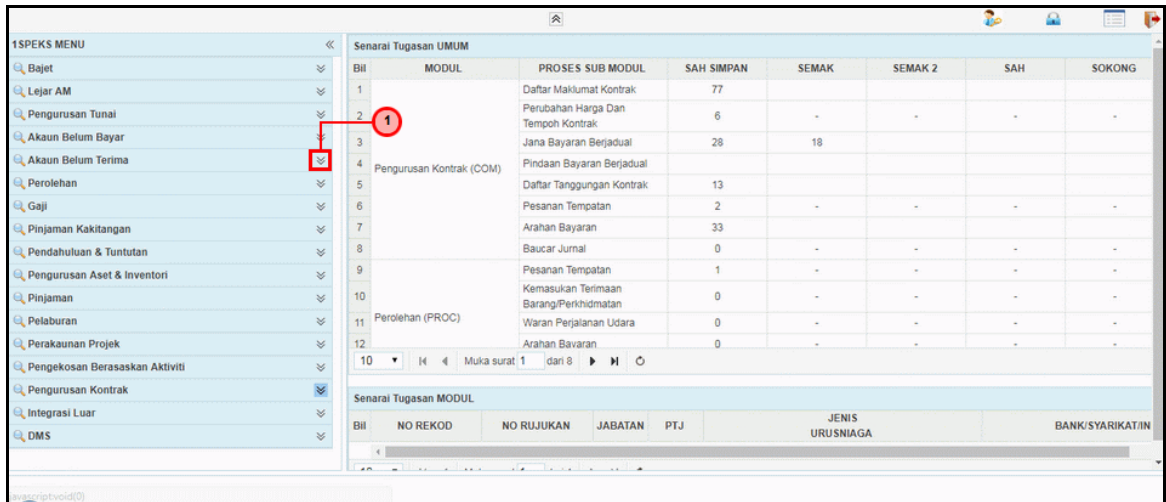 1SPEKS MENU
Bajet
Lejar AM
Pengurusan Tunai
Akaun Belum Bayar
Akaun Belum Terima
Perolehan
Gaji
Pinjaman Kakitangan
Pendahuluan & Tuntutan
Pengurusan Aset & Inventori
Pinjaman
Pelaburan
Perakaunan Projek
Pengekosan Berasaskan Aktiviti
Pengurusan Kontrak
Integrasi Luar
DMS
1
Senarai Tugasan UMUM
Bil MODUL PROSES SUB MODUL SAH SIMPAN SEMAK SEMAK 2 SAH SOKONG
1 Daftar Maklumat Kontrak 77
2 Perubahan Harga Dan
Tempoh Kontrak 6 - - - -
3 Jana Bayaran Berjadual 28 18
4 Pengurusan Kontrak (COM) Pindaan Bayaran Berjadual
5 Daftar Tanggungan Kontrak 13
6 Pesanan Tempatan 2 - - - -
7 Arahan Bayaran 33
8 Baucar Jurnal 0 - - - -
9 Pesanan Tempatan 1 - - - -
10 Kemasukan Terimaan
Barang/Perkhidmatan 0 - - - -
11 Perolehan (PROC) Waran Perjalanan Udara 0 - - - -
12 Arahan Bayaran 0 - - - -
10 Muka surat 1 dari 8
Senarai Tugasan MODUL
Bil NO REKOD NO RUJUKAN JABATAN PTJ JENIS
URUSNIAGA BANK/SYARIKAT/IN
javascript:void(0)